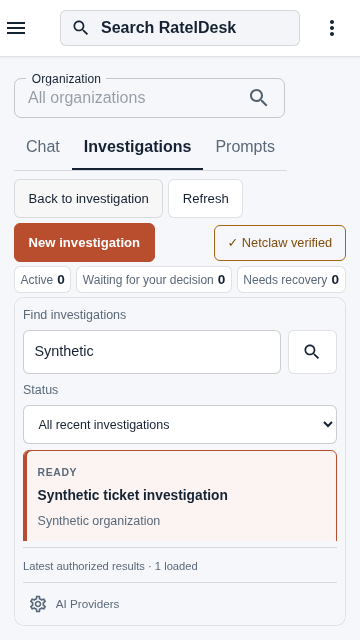 Search RatelDesk
Organization
All organizations
Chat Investigations Prompts
Back to investigation Refresh
New investigation ✓ Netclaw verified
Active 0 Waiting for your decision 0 Needs recovery 0
Find investigations
Synthetic
Status
All recent investigations
READY
Synthetic ticket investigation
Synthetic organization
Latest authorized results · 1 loaded
AI Providers